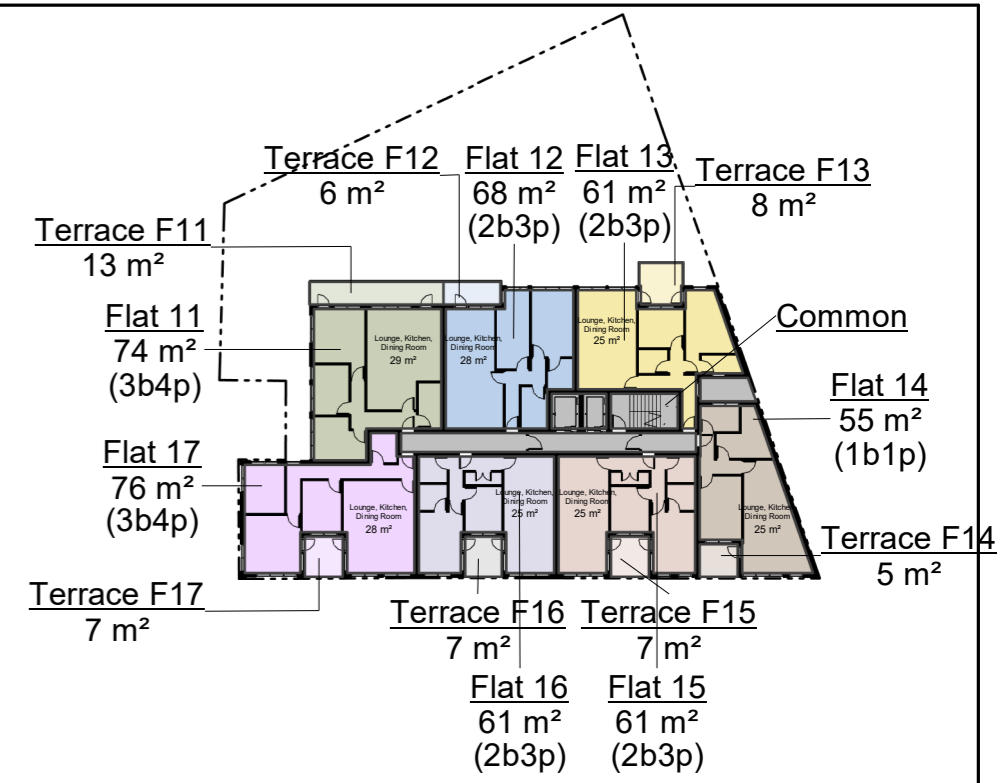 Terrace F12
6 m²
Flat 12
68 m²
(2b3p)
Flat 13
61 m²
(2b3p)
Terrace F13
8 m²
Terrace F11
13 m²
Flat 11
74 m²
(3b4p)
Common
Lounge, Kitchen,
Dining Room
29 m²
Lounge, Kitchen,
Dining Room
28 m²
Lounge, Kitchen,
Dining Room
25 m²
Flat 14
55 m²
(1b1p)
Flat 17
76 m²
(3b4p)
Lounge, Kitchen,
Dining Room
28 m²
Lounge, Kitchen,
Dining Room
25 m²
Lounge, Kitchen,
Dining Room
25 m²
Lounge, Kitchen,
Dining Room
25 m²
Terrace F14
5 m²
Terrace F17
7 m²
Terrace F16
7 m²
Terrace F15
7 m²
Flat 16
61 m²
(2b3p)
Flat 15
61 m²
(2b3p)